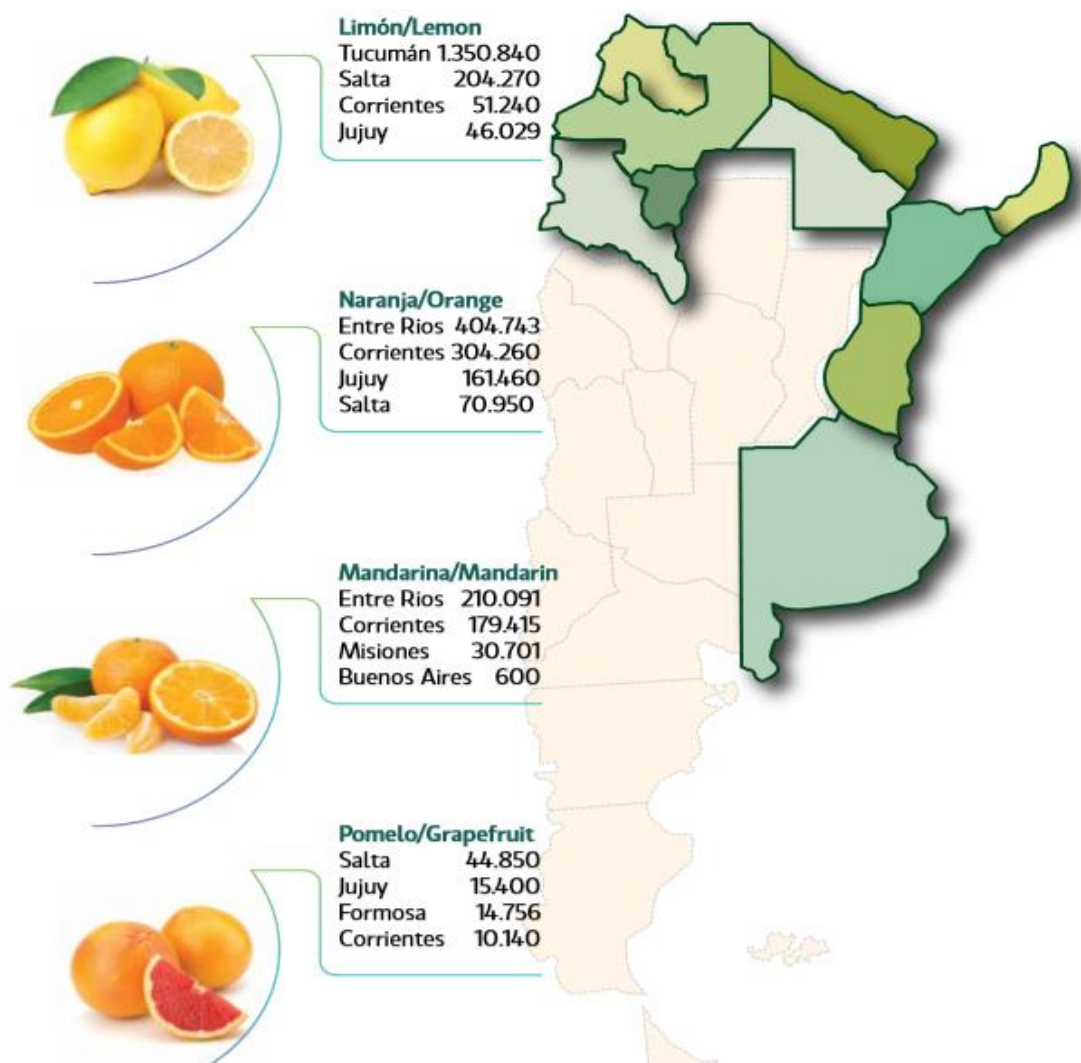 Limón/Lemon
Tucumán 1.350.840
Salta 204.270
Corrientes 51.240
Jujuy 46.029
Naranja/Orange
Entre Rios 404.743
Corrientes 304.260
Jujuy 161.460
Salta 70.950
Mandarina/Mandarin
Entre Rios 210.091
Corrientes 179.415
Misiones 30.701
Buenos Aires 600
Pomelo/Grapefruit
Salta 44.850
Jujuy 15.400
Formosa 14.756
Corrientes 10.140